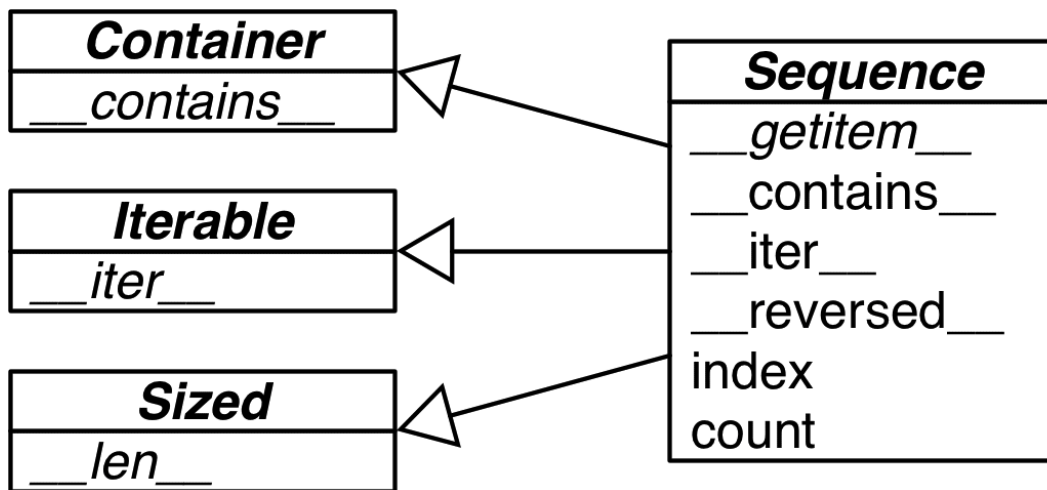 Container
__contains__
Iterable
__iter__
Sized
__len__
Sequence
__getitem__
__contains__
__iter__
__reversed__
index
count